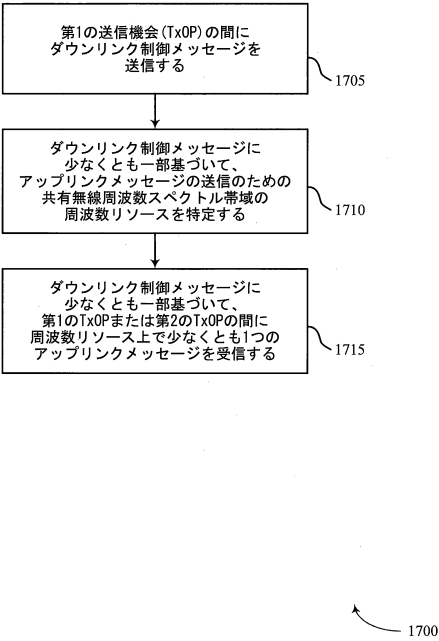 第1の送信機会(TxOP)の間に
ダウンリンク制御メッセージを
送信する
1705
ダウンリンク制御メッセージに
少なくとも一部基づいて、
アップリンクメッセージの送信のための
共有無線周波数スペクトル帯域の
周波数リソースを特定する
1710
ダウンリンク制御メッセージに
少なくとも一部基づいて、
第1のTxOPまたは第2のTxOPの間に
周波数リソース上で少なくとも1つの
アップリンクメッセージを受信する
1715
1700